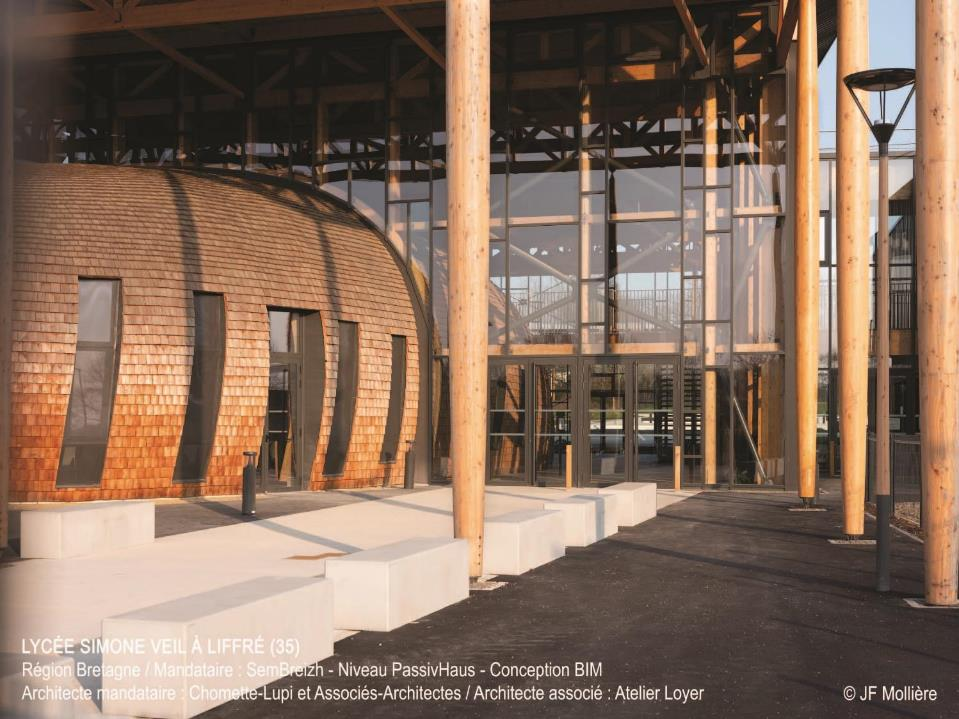 LYCÉE SIMONE VEIL À LIFFRÉ (35)
Région Bretagne / Mandataire : SemBreizh - Niveau PassivHaus - Conception BIM
Architecte mandataire : Chomette-Lupi et Associés-Architectes / Architecte associé : Atelier Loyer
© JF Mollière